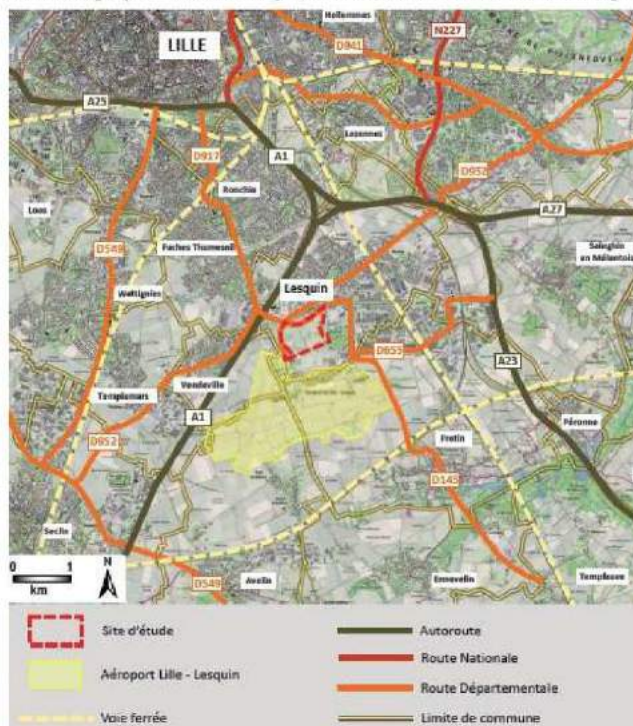 Hellemmes
N227
LILLE
D941
A25
Lezennes
A1
D917
D952
Ronchin
Loos
A27
Faches Thumesnil
Sainghin
en Mélantois
D549
Lesquin
Wattignies
D655
A23
Templemars
Vendeville
A1
Péronne
D952
Fretin
D145
Seclin
0 1
km
N
D549
Avelin
Ennevelin
Templeuve
Site d'étude
Autoroute
Route Nationale
Aéroport Lille - Lesquin
Route Départementale
Voie ferrée
Limite de commune